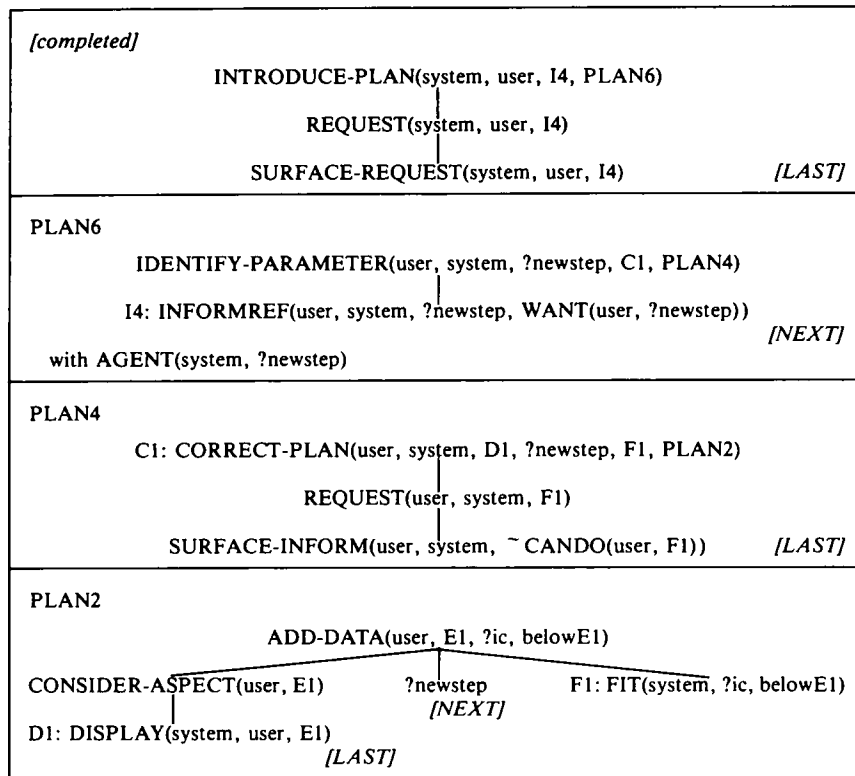 [completed]
INTRODUCE-PLAN(system, user, I4, PLAN6)
REQUEST(system, user, I4)
SURFACE-REQUEST(system, user, I4) [LAST]
PLAN6
IDENTIFY-PARAMETER(user, system, ?newstep, C1, PLAN4)
I4: INFORMREF(user, system, ?newstep, WANT(user, ?newstep))
[NEXT]
with AGENT(system, ?newstep)
PLAN4
C1: CORRECT-PLAN(user, system, D1, ?newstep, F1, PLAN2)
REQUEST(user, system, F1)
SURFACE-INFORM(user, system, ~CANDO(user, F1)) [LAST]
PLAN2
ADD-DATA(user, E1, ?ic, belowE1)
CONSIDER-ASPECT(user, E1) ?newstep F1: FIT(system, ?ic, belowE1)
[NEXT]
D1: DISPLAY(system, user, E1)
[LAST]